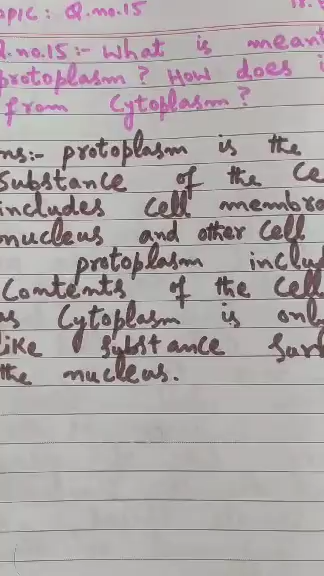 OPIC: Q.no.15
Q.no.15:- What is meant
protoplasm? How does i
from Cytoplasm?
ns:- protoplasm is the
Substance of the Ce
includes Cell membra
nucleus and other Cell
protoplasm includ
Contents of the Cell
as Cytoplasm is onl
like substance Sur
the nucleus.